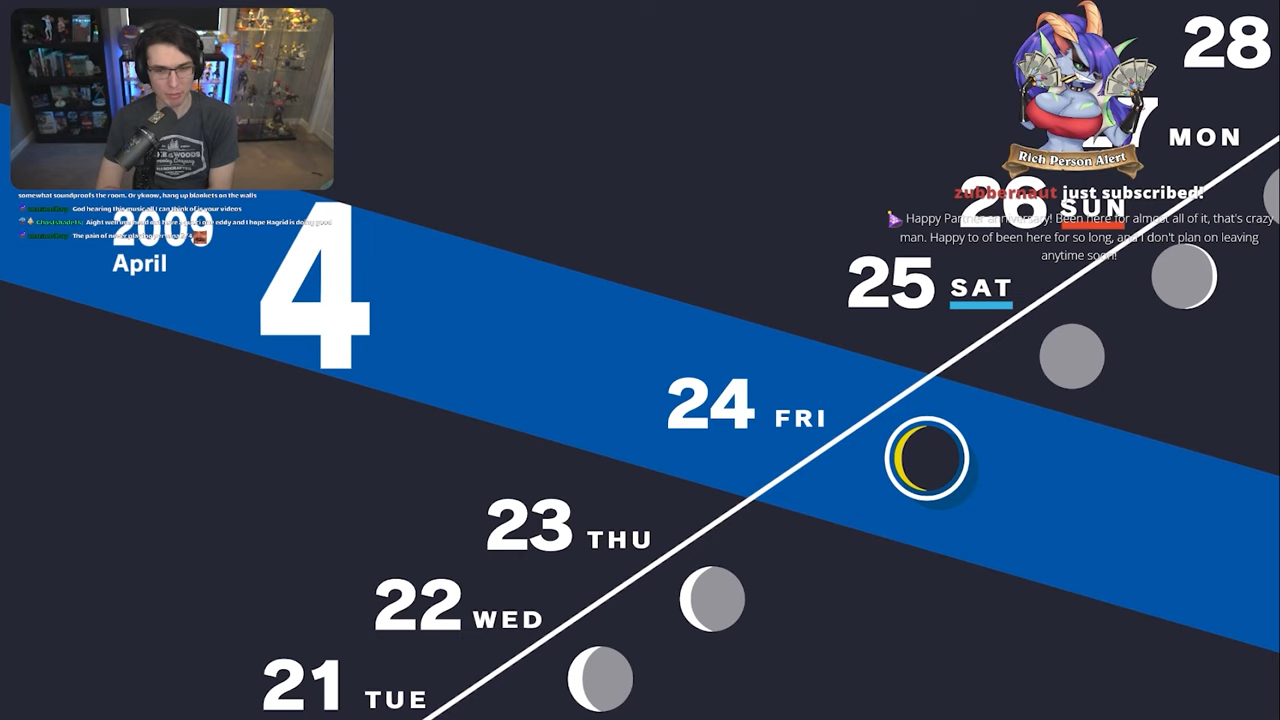 somewhat soundproofs the room. Or yknow, hang up blankets on the walls
God hearing this music all I can think of is your videos
2009
April
4
28
MON
Rich Person Alert
zubbernaut just subscribed!
SUN
Happy Partner anniversary! Been here for almost all of it, that's crazy
man. Happy to of been here for so long, and I don't plan on leaving
anytime soon!
25 SAT
24 FRI
23 THU
22 WED
21 TUE